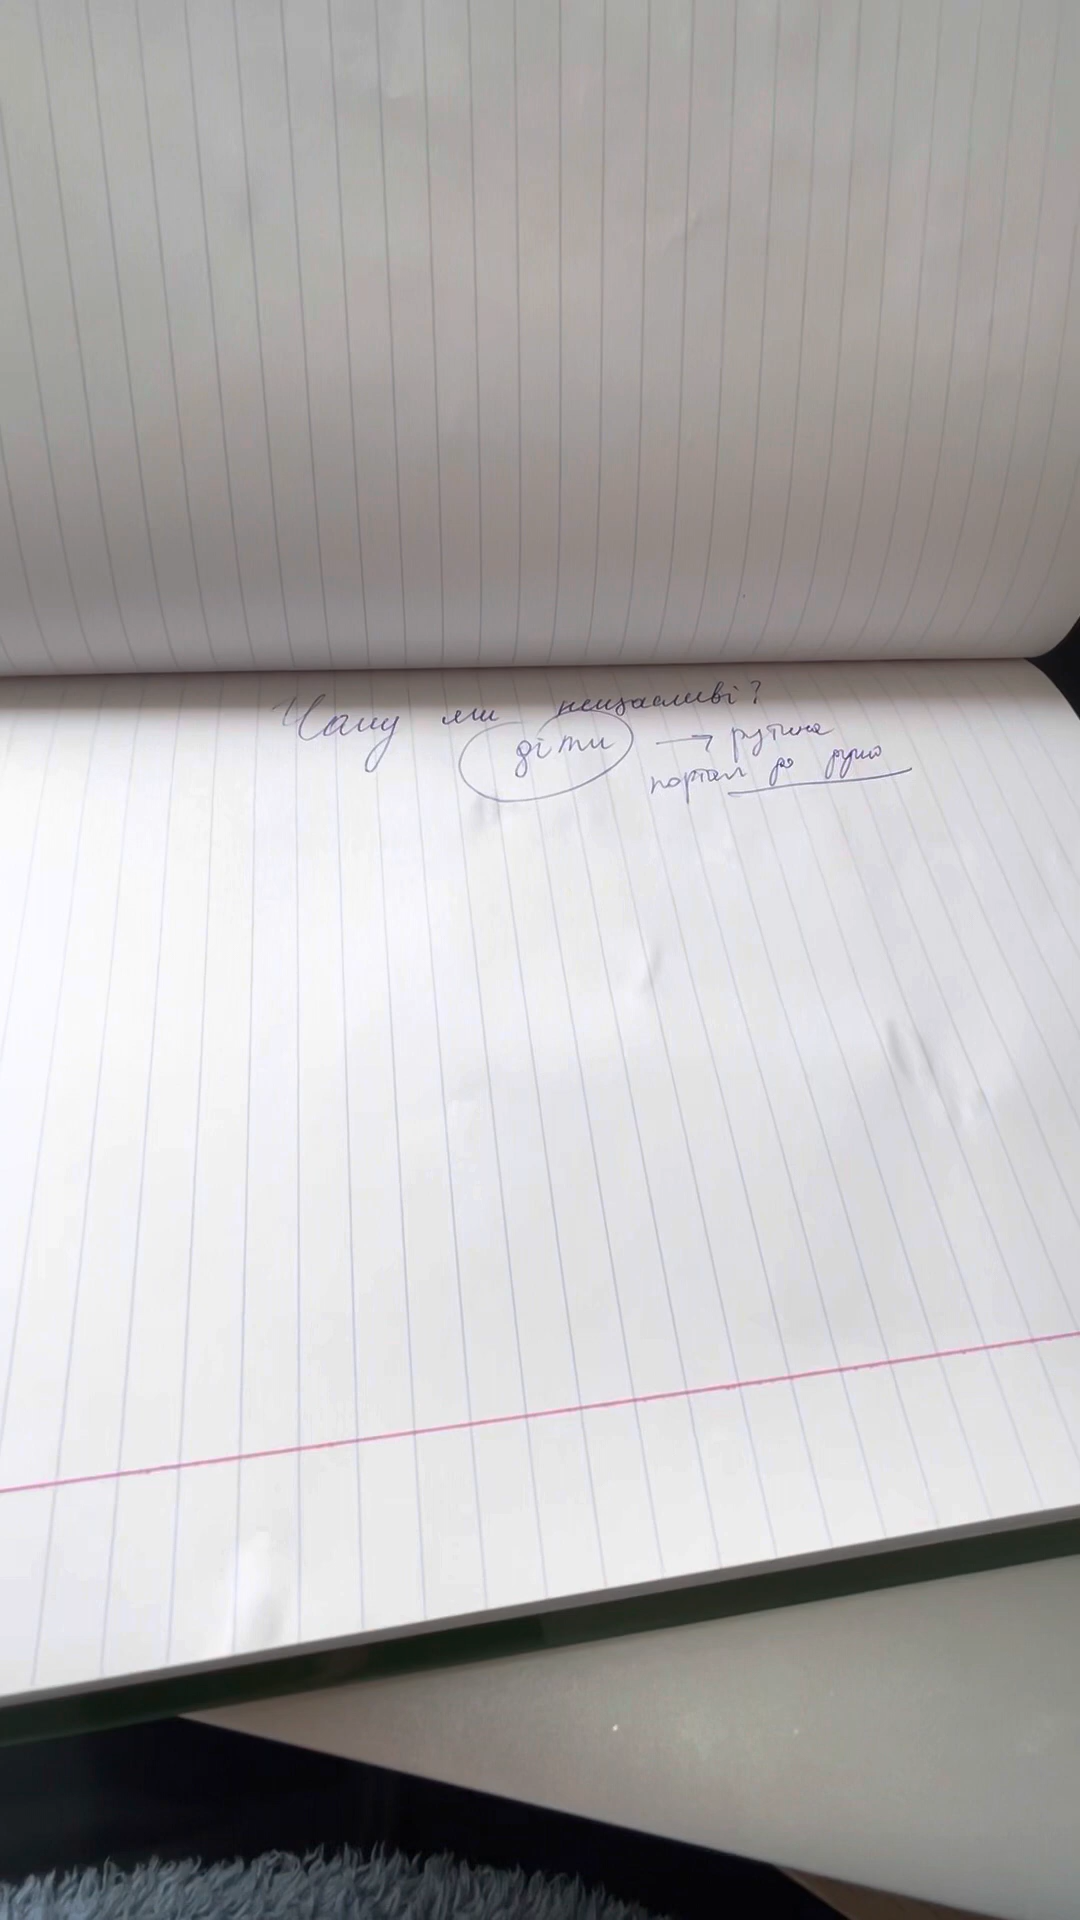 Чому ми нещасливі?
діти → рутина
портал до